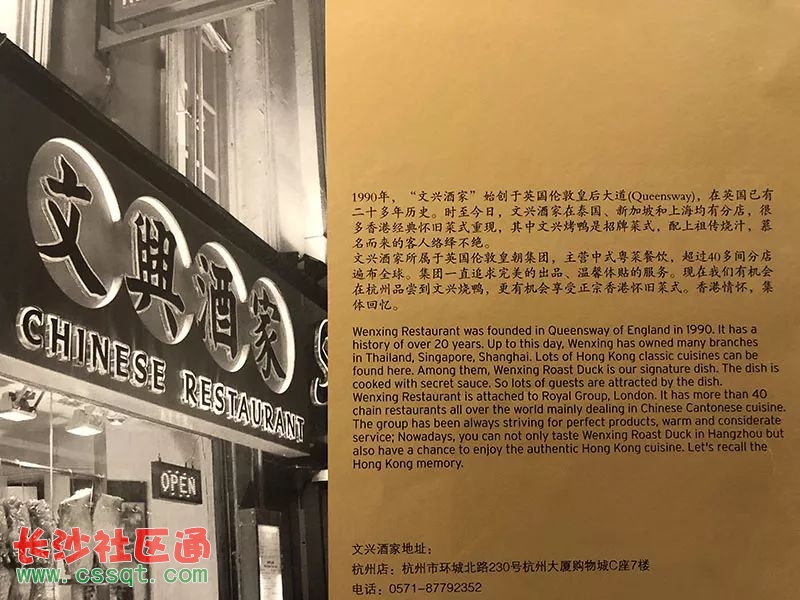 文興酒家
CHINESE RESTAURANT
OPEN
1990年，“文兴酒家”始创于英国伦敦皇后大道(Queensway)，在英国已有
二十多年历史。时至今日，文兴酒家在泰国、新加坡和上海均有分店，很
多香港经典怀旧菜式重现，其中文兴烤鸭是招牌菜式，配上祖传烧汁，慕
名而来的客人络绎不绝。
文兴酒家所属于英国伦敦皇朝集团，主营中式粤菜餐饮，超过40多间分店
遍布全球。集团一直追求完美的出品、温馨体贴的服务。现在我们有机会
在杭州品尝到文兴烧鸭，更有机会享受正宗香港怀旧菜式。香港情怀，集
体回忆。
Wenxing Restaurant was founded in Queensway of England in 1990. It has a
history of over 20 years. Up to this day, Wenxing has owned many branches
in Thailand, Singapore, Shanghai. Lots of Hong Kong classic cuisines can be
found here. Among them, Wenxing Roast Duck is our signature dish. The dish is
cooked with secret sauce. So lots of guests are attracted by the dish.
Wenxing Restaurant is attached to Royal Group, London. It has more than 40
chain restaurants all over the world mainly dealing in Chinese Cantonese cuisine.
The group has been always striving for perfect products, warm and considerate
service; Nowadays, you can not only taste Wenxing Roast Duck in Hangzhou but
also have a chance to enjoy the authentic Hong Kong cuisine. Let's recall the
Hong Kong memory.
文兴酒家地址：
杭州店：杭州市环城北路230号杭州大厦购物城C座7楼
电话：0571-87792352
长沙社区通
www.cssqt.com